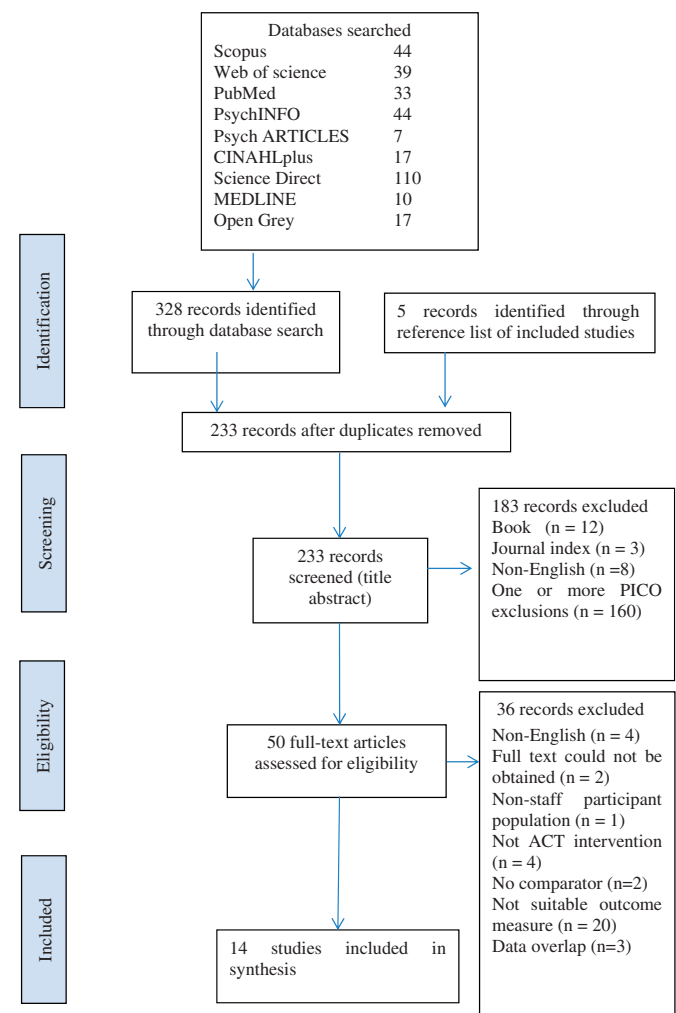 Databases searched
Scopus 44
Web of science 39
PubMed 33
PsychINFO 44
Psych ARTICLES 7
CINAHLplus 17
Science Direct 110
MEDLINE 10
Open Grey 17
Identification
328 records identified
through database search
5 records identified through
reference list of included studies
233 records after duplicates removed
Screening
233 records
screened (title
abstract)
183 records excluded
Book (n = 12)
Journal index (n = 3)
Non-English (n =8)
One or more PICO
exclusions (n = 160)
Eligibility
50 full-text articles
assessed for eligibility
36 records excluded
Non-English (n = 4)
Full text could not be
obtained (n = 2)
Non-staff participant
population (n = 1)
Not ACT intervention
(n = 4)
No comparator (n=2)
Not suitable outcome
measure (n = 20)
Data overlap (n=3)
Included
14 studies included in
synthesis